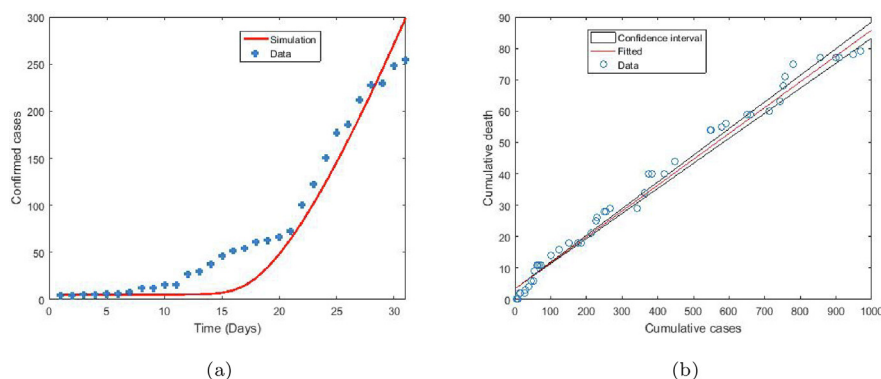 300
250
200
150
100
50
0
Confirmed cases
Simulation
Data
0 5 10 15 20 25 30
Time (Days)
(a)
90
80
70
60
50
40
30
20
10
0
Cumulative death
Confidence interval
Fitted
Data
0 100 200 300 400 500 600 700 800 900 1000
Cumulative cases
(b)